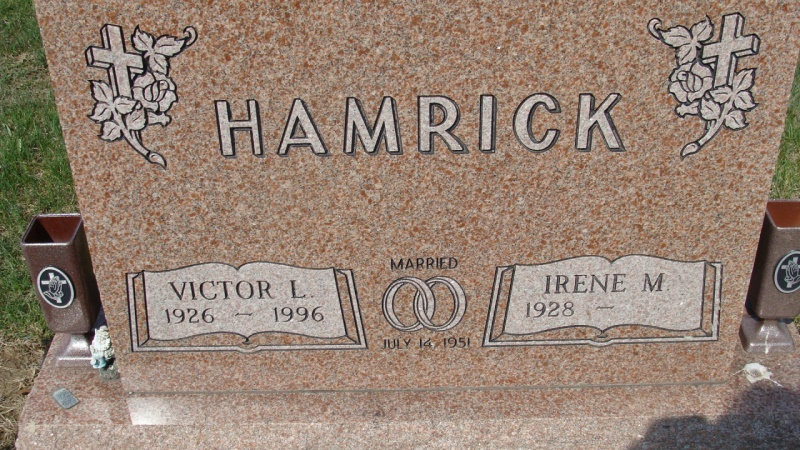 HAMRICK
VICTOR L.
1926 ~ 1996
MARRIED
JULY 14, 1951
IRENE M
1928 ~